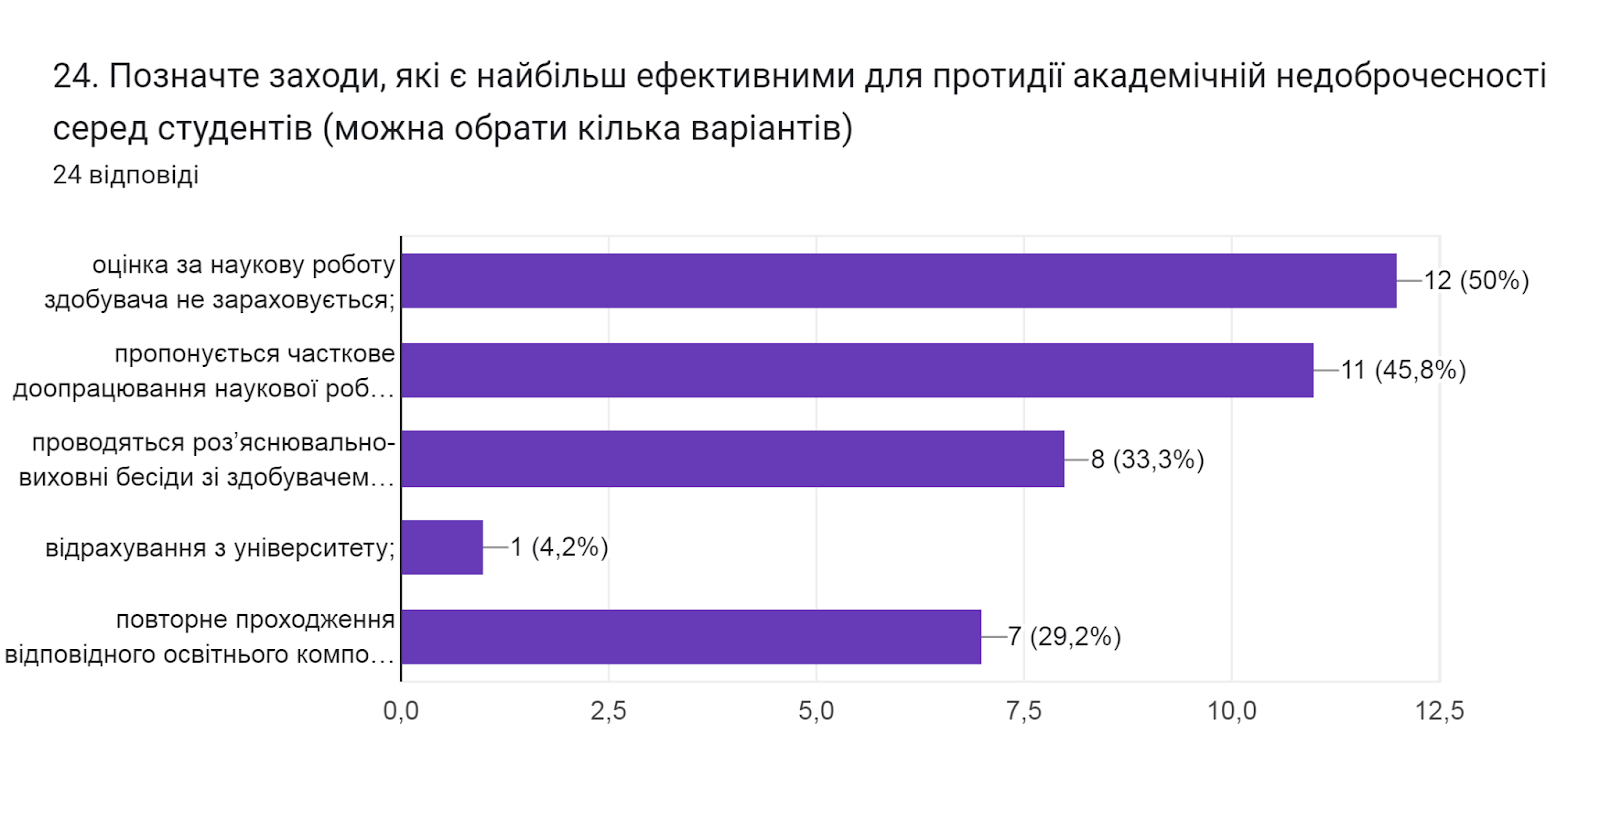 24. Позначте заходи, які є найбільш ефективними для протидії академічній недоброчесності
серед студентів (можна обрати кілька варіантів)
24 відповіді
оцінка за наукову роботу
здобувача не зараховується;
12 (50%)
пропонується часткове
доопрацювання наукової роб…
11 (45,8%)
проводяться роз’яснювально-
виховні бесіди зі здобувачем…
8 (33,3%)
відрахування з університету;
1 (4,2%)
повторне проходження
відповідного освітнього компо…
7 (29,2%)
0,0 2,5 5,0 7,5 10,0 12,5